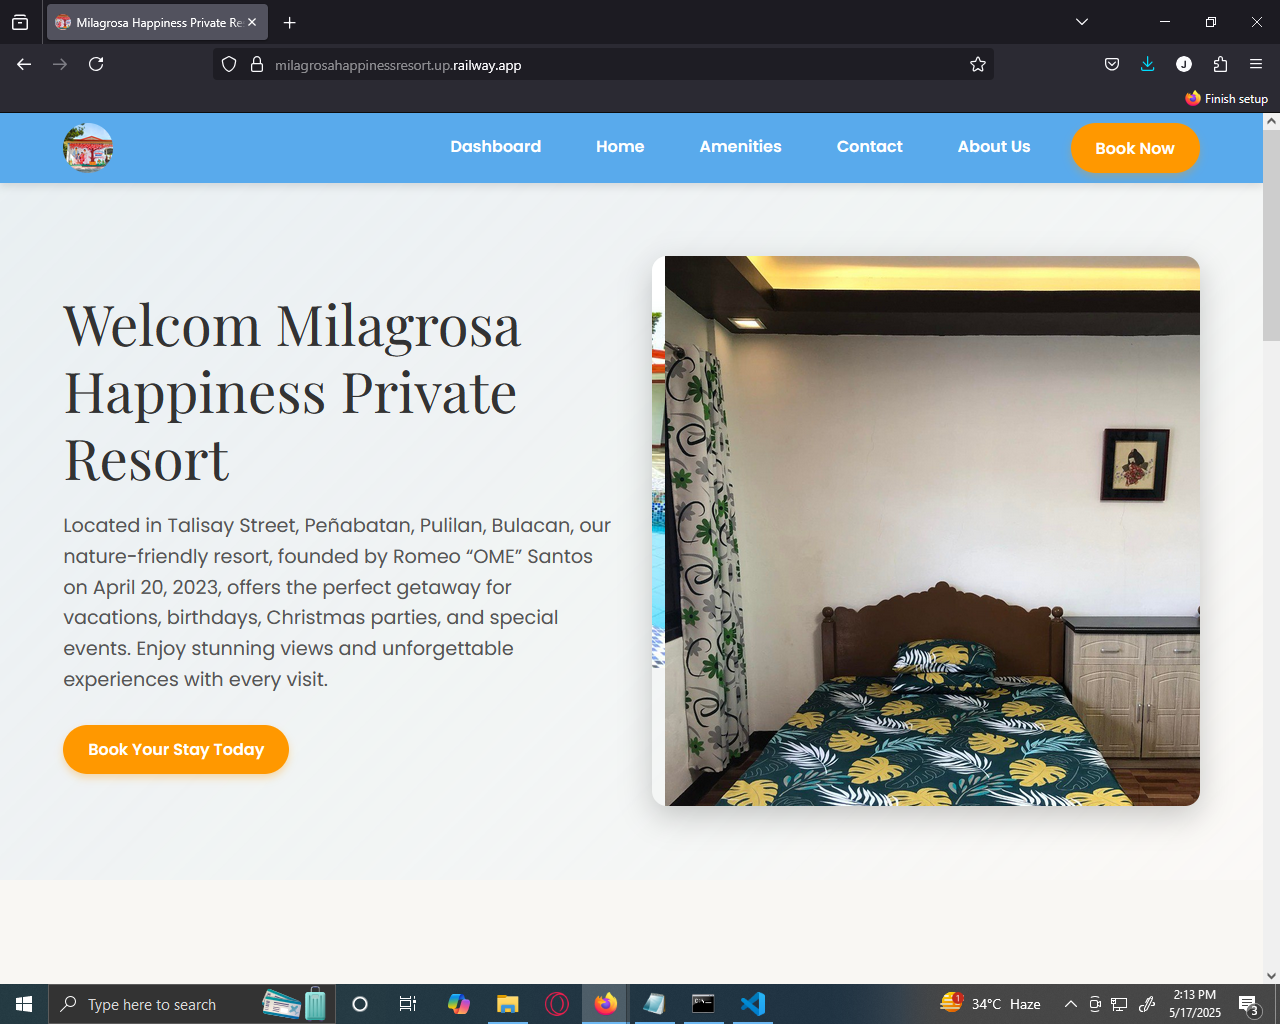 Milagrosa Happiness Private Re
milagrosahappinessresort.up.railway.app
J
Finish setup
Dashboard
Home
Amenities
Contact
About Us
Book Now
Welcom Milagrosa
Happiness Private
Resort
Located in Talisay Street, Peñabatan, Pulilan, Bulacan, our
nature-friendly resort, founded by Romeo “OME” Santos
on April 20, 2023, offers the perfect getaway for
vacations, birthdays, Christmas parties, and special
events. Enjoy stunning views and unforgettable
experiences with every visit.
Book Your Stay Today
Type here to search
1
34°C Haze
2:13 PM
5/17/2025
3